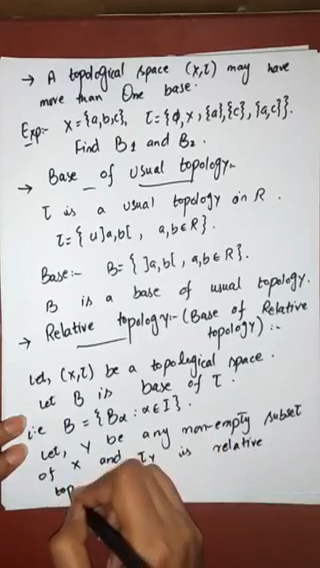 → A topological space (X,τ) may have
more than One base.
Exp:- X={a,b,c}, τ={φ,X,{a},{c},{a,c}}.
Find B1 and B2.
→ Base of Usual topology:-
τ is a usual topology on R.
τ={∪]a,b[ , a,b∈R}.
Base:- B={ ]a,b[ , a,b∈R}.
B is a base of usual topology.
→ Relative topology:- (Base of Relative
topology):-
Let, (X,τ) be a topological space.
Let B is base of τ.
i.e B={Bα : α∈I}.
Let, Y be any non-empty subset
of X and τY is relative
top